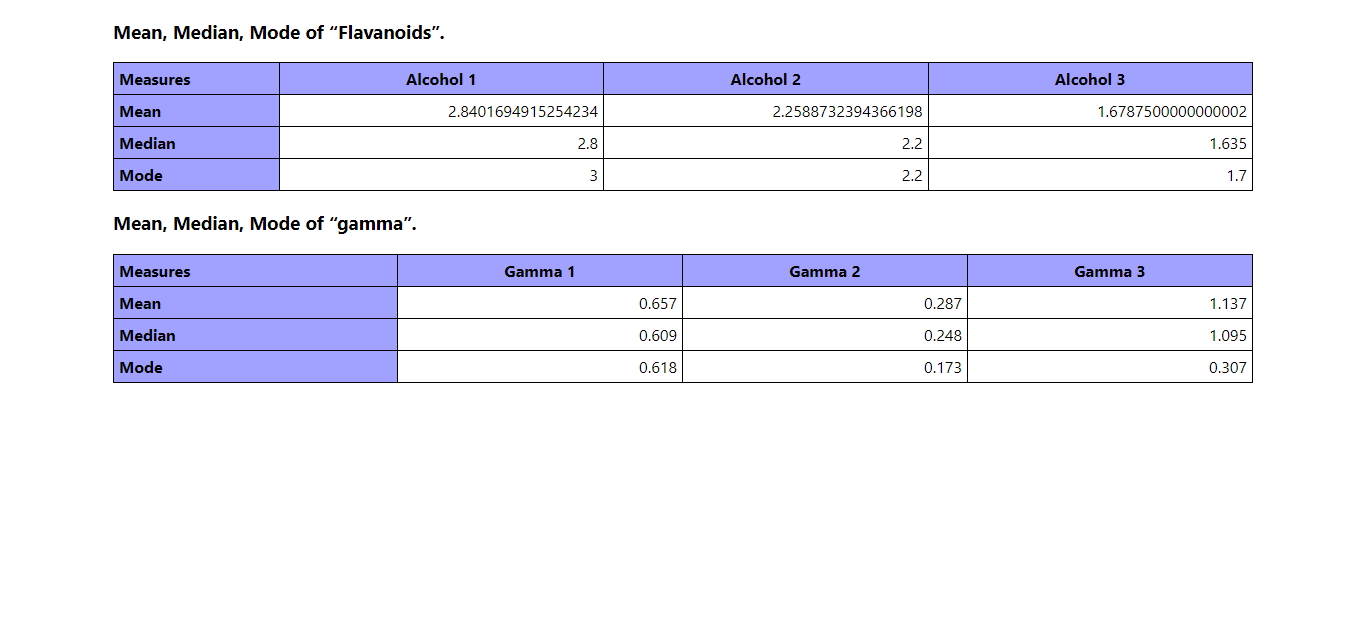 Mean, Median, Mode of “Flavanoids”.
Measures Alcohol 1 Alcohol 2 Alcohol 3
Mean 2.8401694915254234 2.2588732394366198 1.6787500000000002
Median 2.8 2.2 1.635
Mode 3 2.2 1.7
Mean, Median, Mode of “gamma”.
Measures Gamma 1 Gamma 2 Gamma 3
Mean 0.657 0.287 1.137
Median 0.609 0.248 1.095
Mode 0.618 0.173 0.307